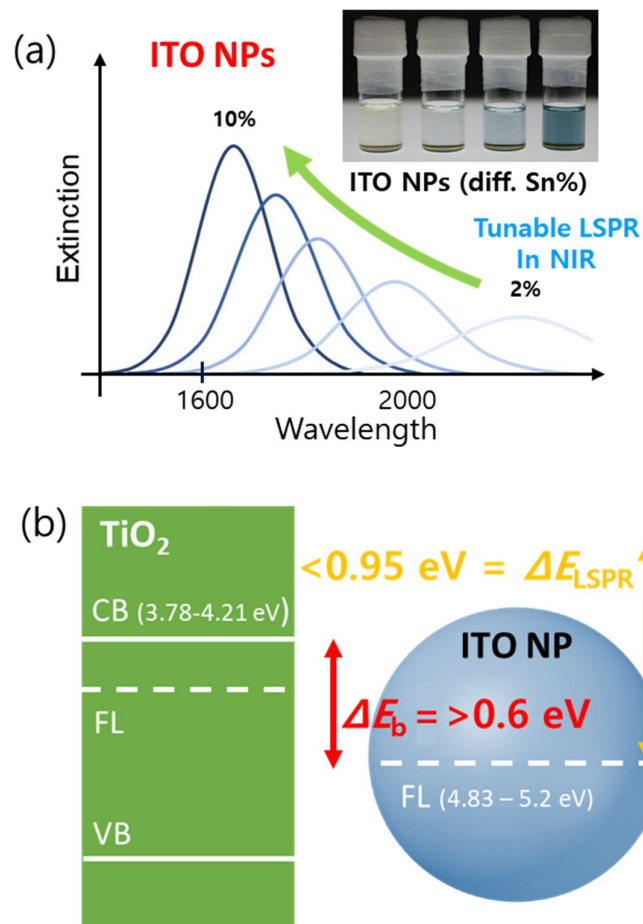 (a)
ITO NPs
10%
ITO NPs (diff. Sn%)
Tunable LSPR
In NIR
2%
Extinction
1600
2000
Wavelength
(b)
TiO₂
<0.95 eV = ΔE_LSPR
CB (3.78-4.21 eV)
ITO NP
ΔE_b = >0.6 eV
FL
FL (4.83 – 5.2 eV)
VB